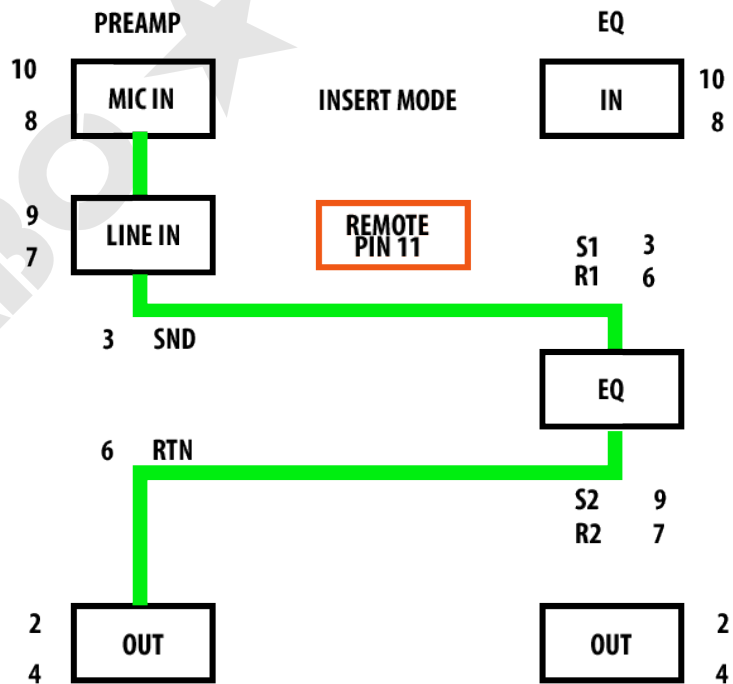 PREAMP EQ
10 MIC IN INSERT MODE IN 10
8 8
9 LINE IN REMOTE
7 PIN 11
S1 3
R1 6
3 SND
EQ
6 RTN
S2 9
R2 7
2 OUT OUT 2
4 4